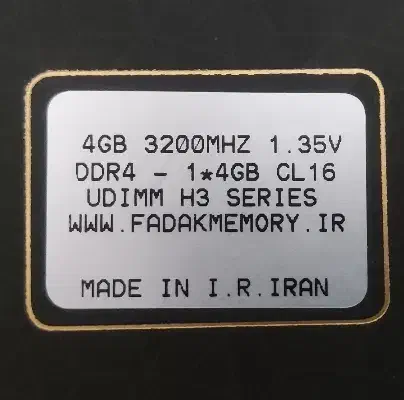 4GB 3200MHZ 1.35V
DDR4 - 1*4GB CL16
UDIMM H3 SERIES
WWW.FADAKMEMORY.IR
MADE IN I.R.IRAN